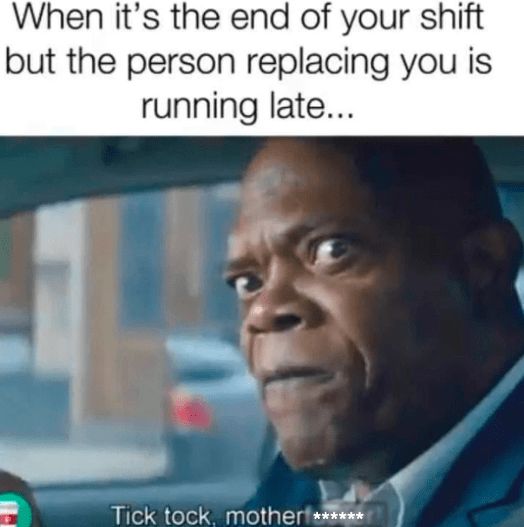 When it's the end of your shift
but the person replacing you is
running late...
Tick tock, mother ******